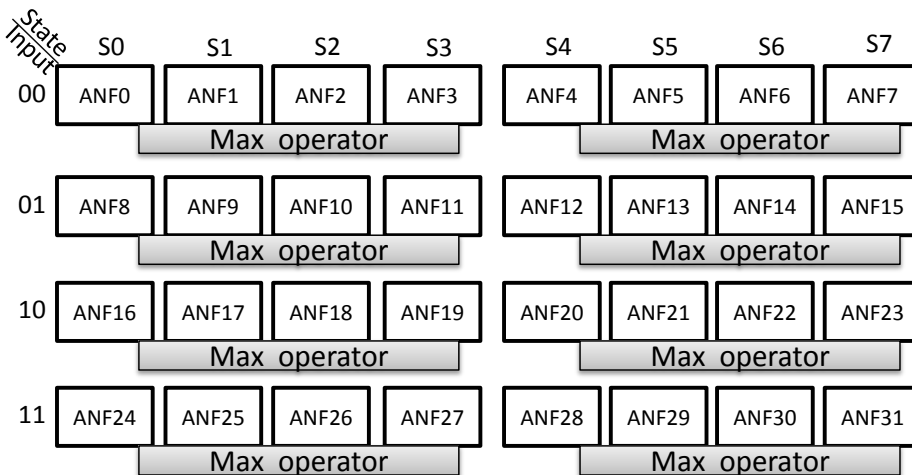 State
Input
S0 S1 S2 S3 S4 S5 S6 S7
00 ANF0 ANF1 ANF2 ANF3 ANF4 ANF5 ANF6 ANF7
Max operator Max operator
01 ANF8 ANF9 ANF10 ANF11 ANF12 ANF13 ANF14 ANF15
Max operator Max operator
10 ANF16 ANF17 ANF18 ANF19 ANF20 ANF21 ANF22 ANF23
Max operator Max operator
11 ANF24 ANF25 ANF26 ANF27 ANF28 ANF29 ANF30 ANF31
Max operator Max operator